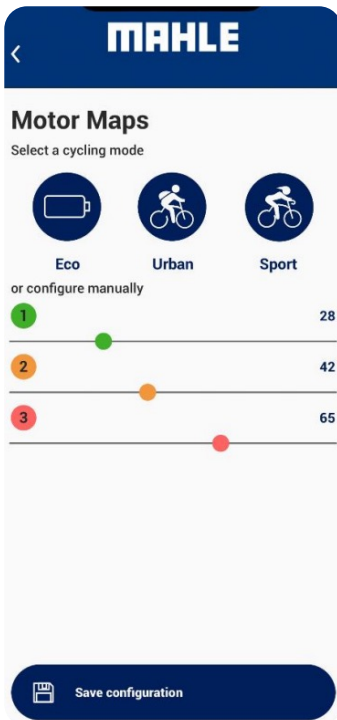 MAHLE
Motor Maps
Select a cycling mode
Eco Urban Sport
or configure manually
1 28
2 42
3 65
Save configuration